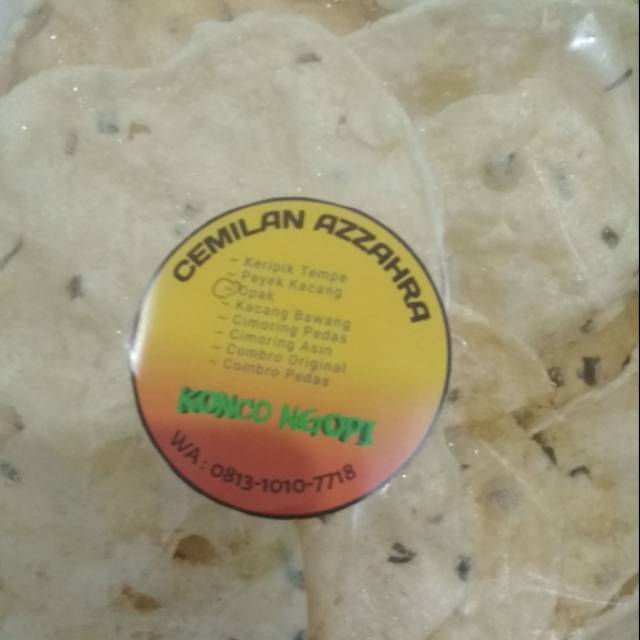 CEMILAN AZZAHRA
- Keripik Tempe
- Peyek Kacang
- Opak
- Kacang Bawang
- Cimoring Pedas
- Cimoring Asin
- Combro Original
- Combro Pedas
KONCO NGOPI
WA : 0813-1010-7718